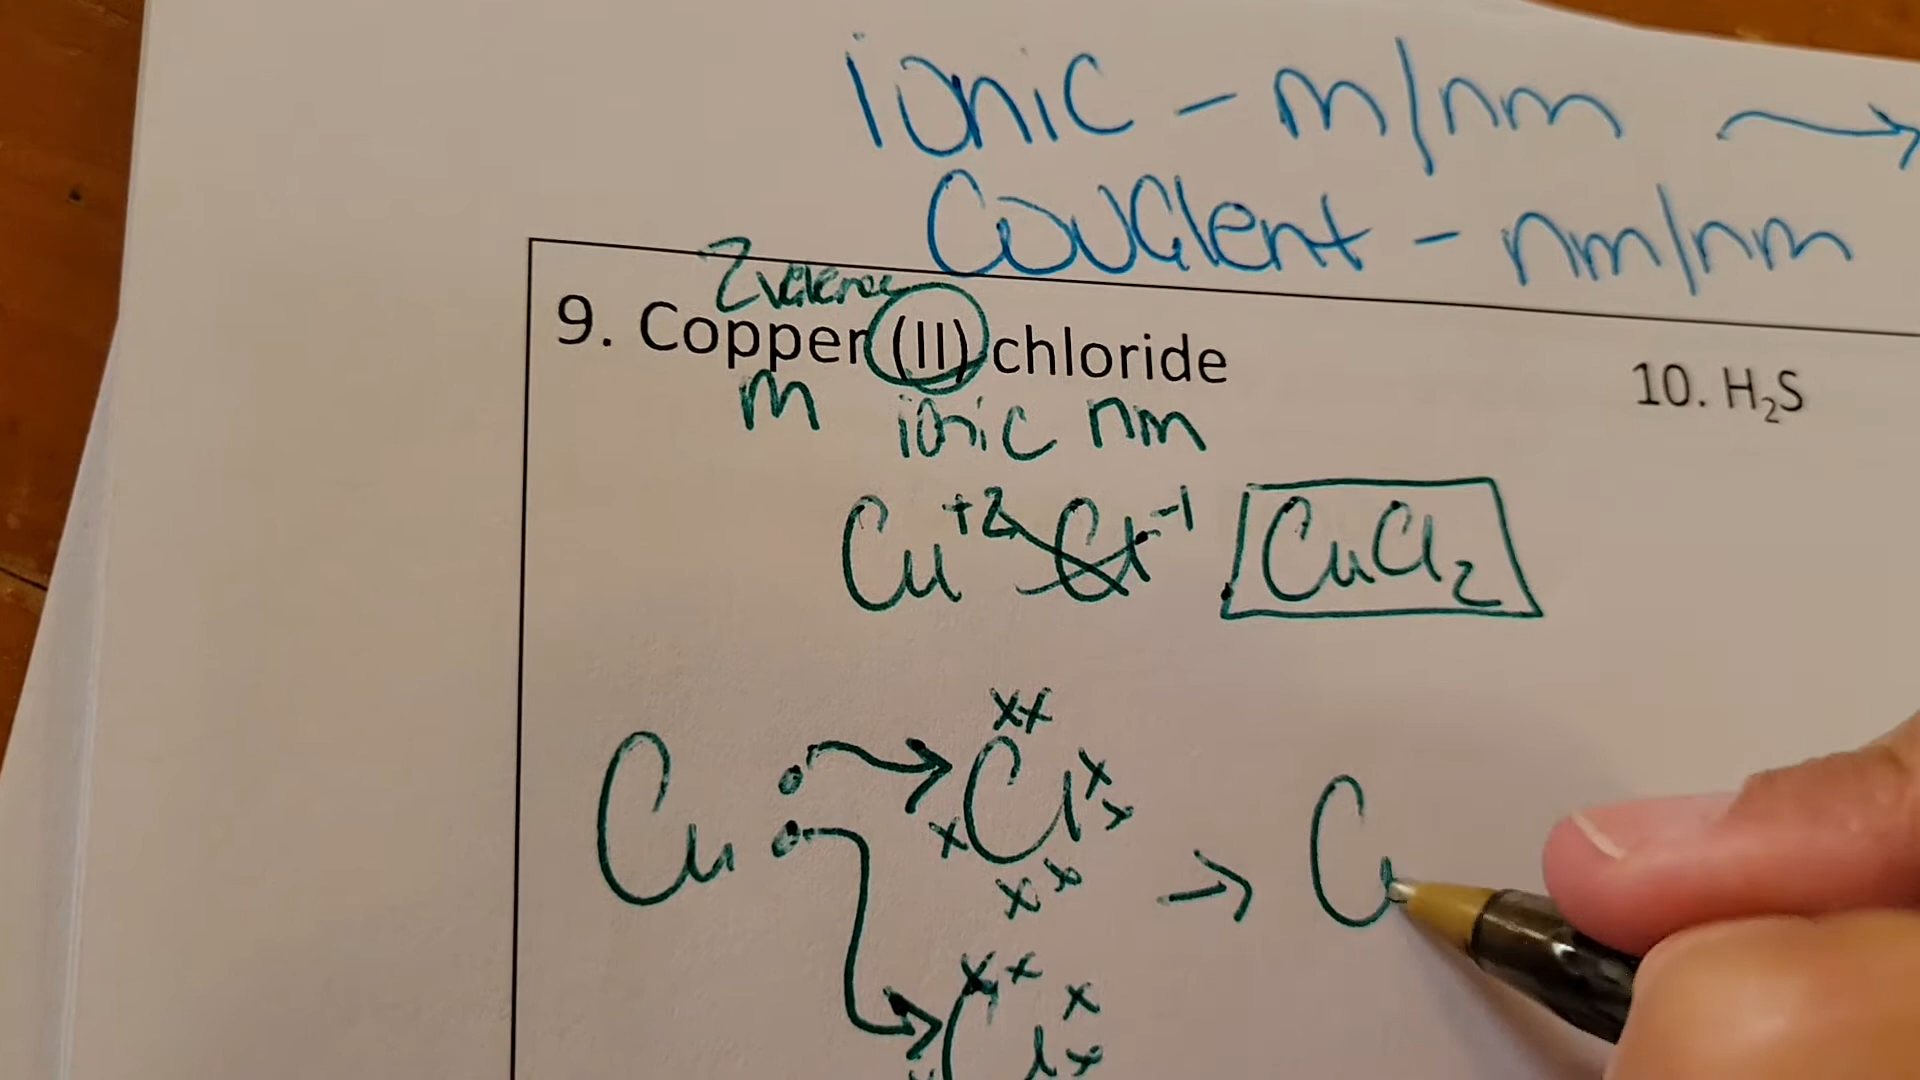 ionic - m/nm →
Covalent - nm/nm
2 valence
9. Copper (II) chloride
10. H₂S
m ionic nm
Cu +2 Cl -1 CuCl₂
xx
Cu • → x Cl x x → Cu
x x
• → x x
Cl x x